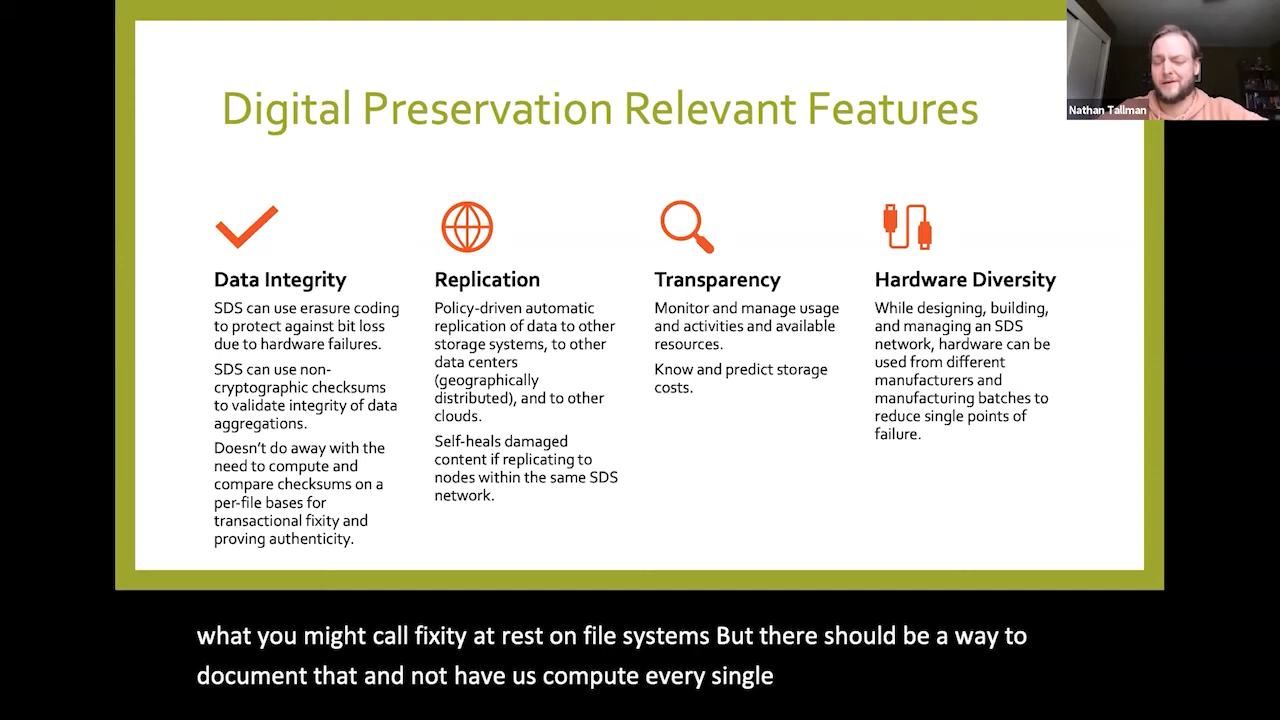 Digital Preservation Relevant Features
Nathan Tallman
Data Integrity
SDS can use erasure coding
to protect against bit loss
due to hardware failures.
SDS can use non-
cryptographic checksums
to validate integrity of data
aggregations.
Doesn't do away with the
need to compute and
compare checksums on a
per-file bases for
transactional fixity and
proving authenticity.
Replication
Policy-driven automatic
replication of data to other
storage systems, to other
data centers
(geographically
distributed), and to other
clouds.
Self-heals damaged
content if replicating to
nodes within the same SDS
network.
Transparency
Monitor and manage usage
and activities and available
resources.
Know and predict storage
costs.
Hardware Diversity
While designing, building,
and managing an SDS
network, hardware can be
used from different
manufacturers and
manufacturing batches to
reduce single points of
failure.
what you might call fixity at rest on file systems But there should be a way to
document that and not have us compute every single